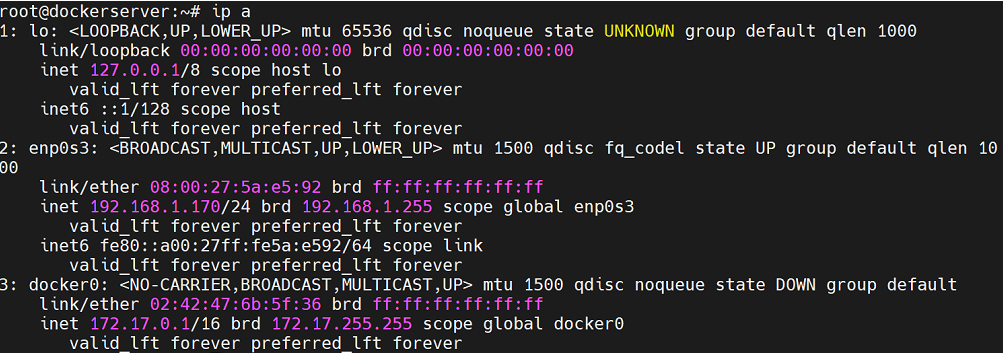 root@dockerserver:~# ip a
1: lo: <LOOPBACK,UP,LOWER_UP> mtu 65536 qdisc noqueue state UNKNOWN group default qlen 1000
    link/loopback 00:00:00:00:00:00 brd 00:00:00:00:00:00
    inet 127.0.0.1/8 scope host lo
       valid_lft forever preferred_lft forever
    inet6 ::1/128 scope host
       valid_lft forever preferred_lft forever
2: enp0s3: <BROADCAST,MULTICAST,UP,LOWER_UP> mtu 1500 qdisc fq_codel state UP group default qlen 10
00
    link/ether 08:00:27:5a:e5:92 brd ff:ff:ff:ff:ff:ff
    inet 192.168.1.170/24 brd 192.168.1.255 scope global enp0s3
       valid_lft forever preferred_lft forever
    inet6 fe80::a00:27ff:fe5a:e592/64 scope link
       valid_lft forever preferred_lft forever
3: docker0: <NO-CARRIER,BROADCAST,MULTICAST,UP> mtu 1500 qdisc noqueue state DOWN group default
    link/ether 02:42:47:6b:5f:36 brd ff:ff:ff:ff:ff:ff
    inet 172.17.0.1/16 brd 172.17.255.255 scope global docker0
       valid_lft forever preferred_lft forever